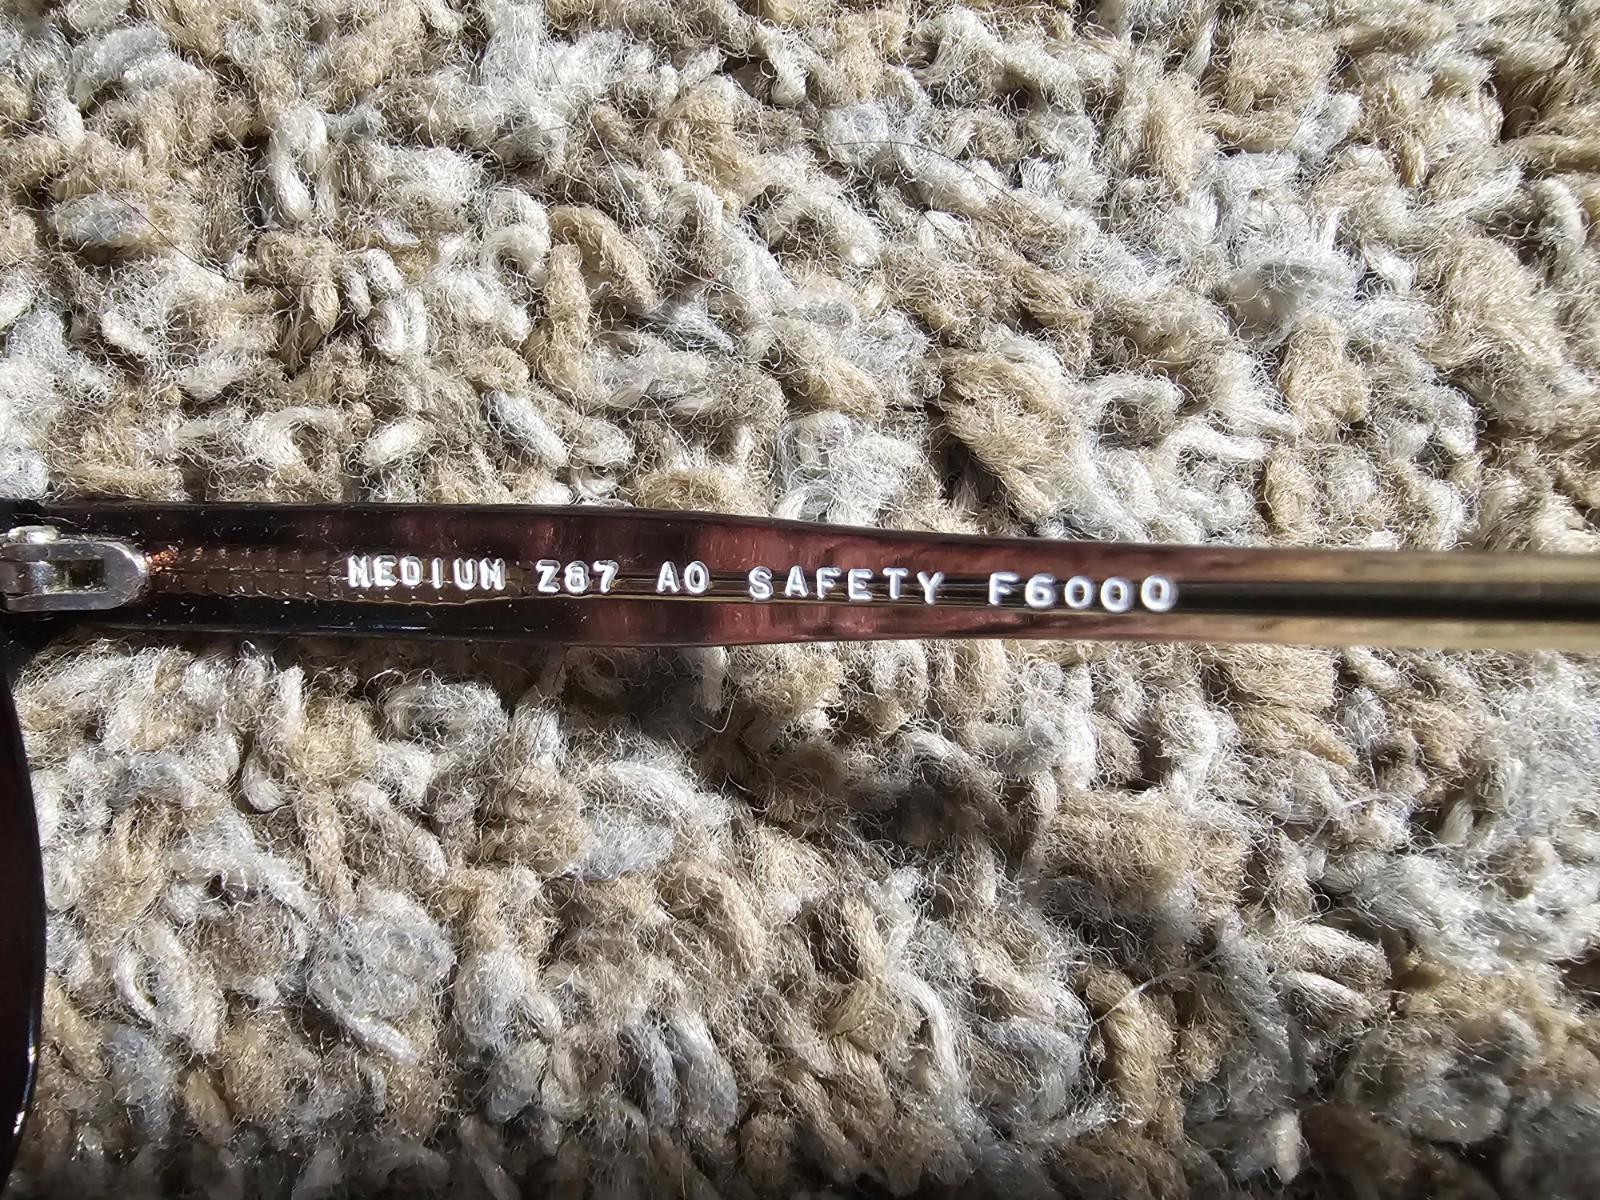 MEDIUM Z87 AO SAFETY F6000